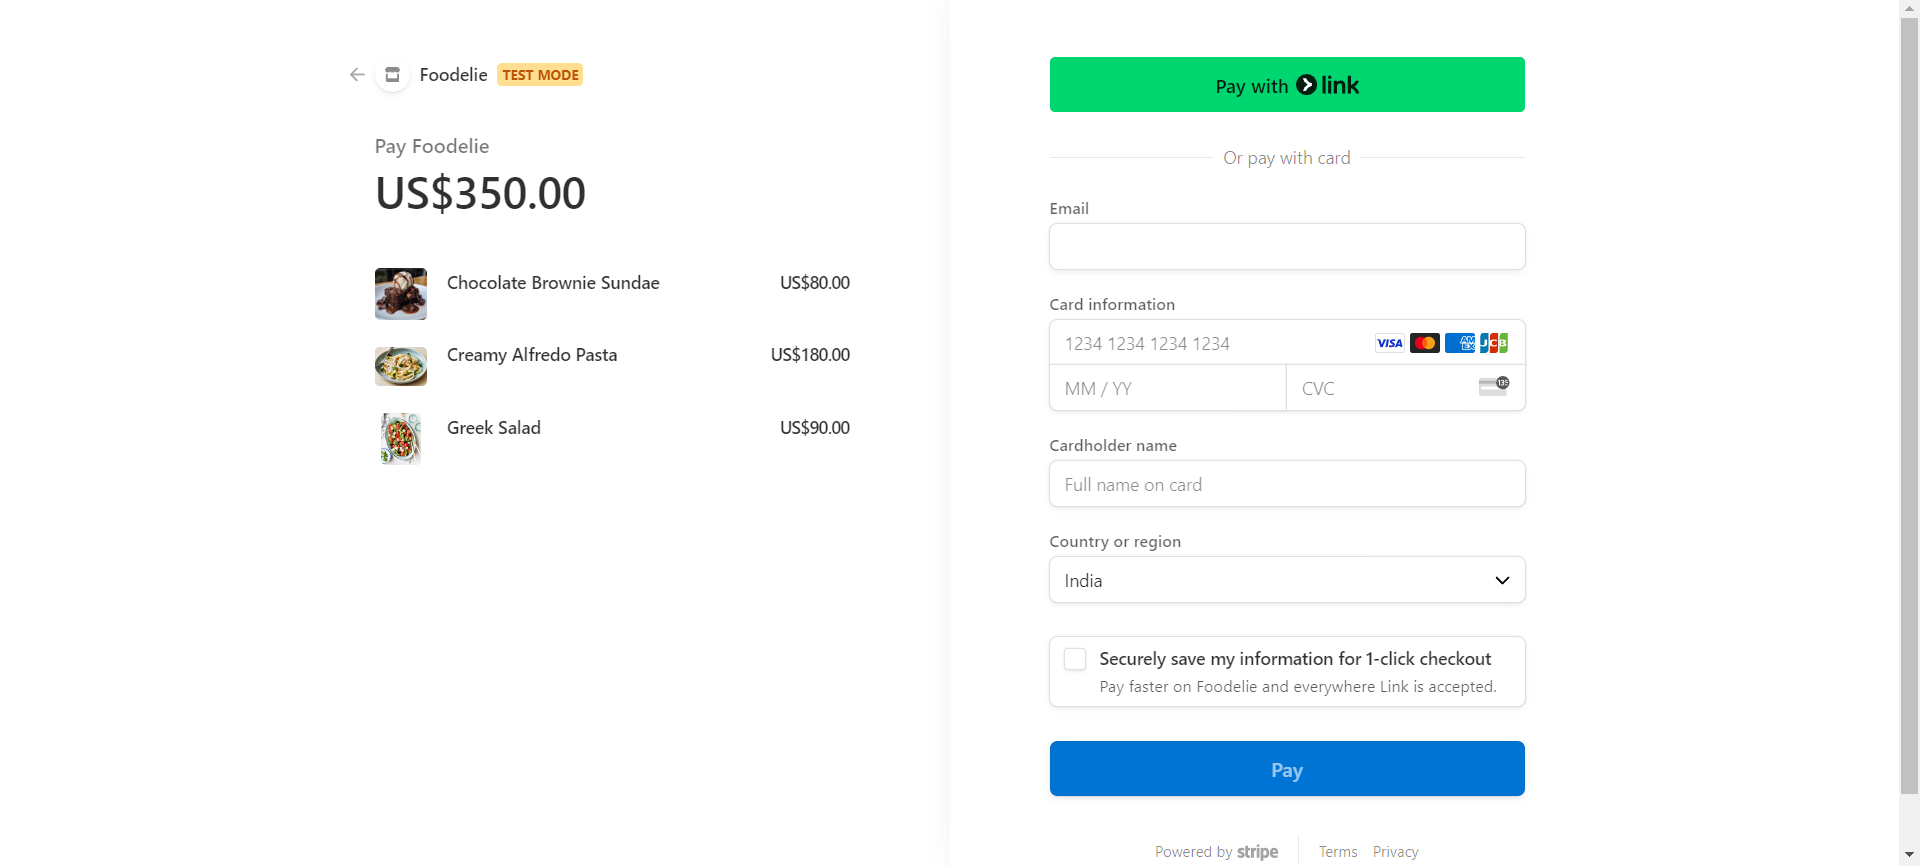 Foodelie TEST MODE
Pay Foodelie
US$350.00
Chocolate Brownie Sundae US$80.00
Creamy Alfredo Pasta US$180.00
Greek Salad US$90.00
Pay with link
Or pay with card
Email
Card information
1234 1234 1234 1234 VISA AMEX JCB
MM / YY CVC 135
Cardholder name
Full name on card
Country or region
India
Securely save my information for 1-click checkout
Pay faster on Foodelie and everywhere Link is accepted.
Pay
Powered by stripe Terms Privacy